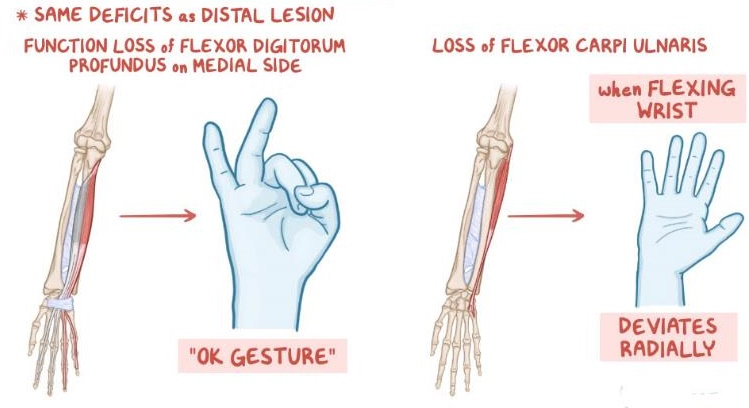 * SAME DEFICITS as DISTAL LESION
FUNCTION LOSS of FLEXOR DIGITORUM
PROFUNDUS on MEDIAL SIDE
"OK GESTURE"
LOSS of FLEXOR CARPI ULNARIS
when FLEXING
WRIST
DEVIATES
RADIALLY